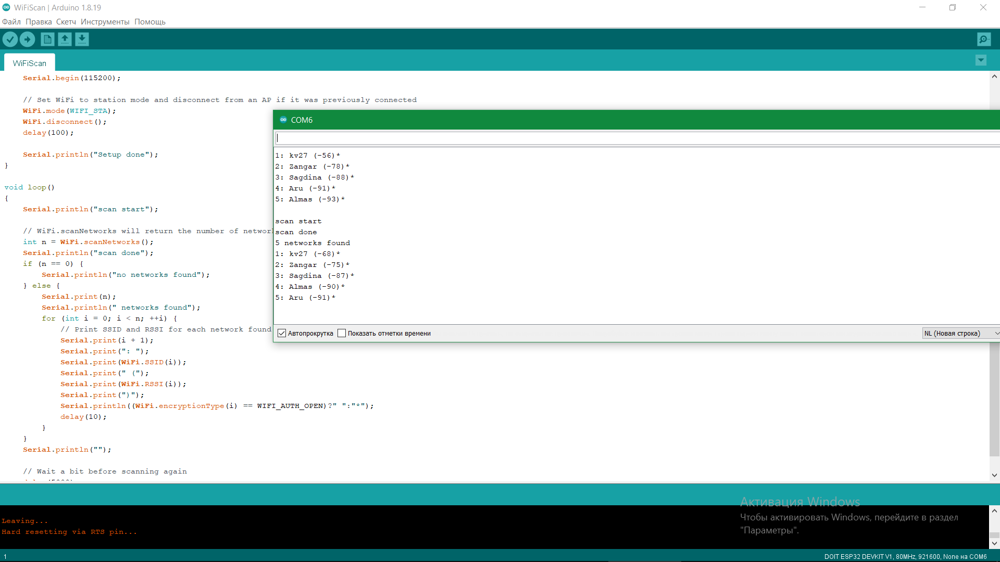 WiFiScan | Arduino 1.8.19
Файл Правка Скетч Инструменты Помощь
WiFiScan
Serial.begin(115200);
// Set WiFi to station mode and disconnect from an AP if it was previously connected
WiFi.mode(WIFI_STA);
WiFi.disconnect();
delay(100);
Serial.println("Setup done");
}
void loop()
{
Serial.println("scan start");
// WiFi.scanNetworks will return the number of
int n = WiFi.scanNetworks();
Serial.println("scan done");
if (n == 0) {
Serial.println("no networks found");
} else {
Serial.print(n);
Serial.println(" networks found");
for (int i = 0; i < n; ++i) {
// Print SSID and RSSI for each network found
Serial.print(i + 1);
Serial.print(": ");
Serial.print(WiFi.SSID(i));
Serial.print(" (");
Serial.print(WiFi.RSSI(i));
Serial.print(")");
Serial.println((WiFi.encryptionType(i) == WIFI_AUTH_OPEN)?" ":"*");
delay(10);
}
}
Serial.println("");
// Wait a bit before scanning again
COM6
1: kv27 (-56)*
2: Zangar (-78)*
3: Sagdina (-88)*
4: Aru (-91)*
5: Almas (-93)*
scan start
scan done
5 networks found
1: kv27 (-68)*
2: Zangar (-75)*
3: Sagdina (-87)*
4: Almas (-90)*
5: Aru (-91)*
Автопрокрутка Показать отметки времени
NL (Новая строка)
Leaving...
Hard resetting via RTS pin...
Активация Windows
Чтобы активировать Windows, перейдите в раздел
"Параметры".
1
DOIT ESP32 DEVKIT V1, 80MHz, 921600, None на COM6